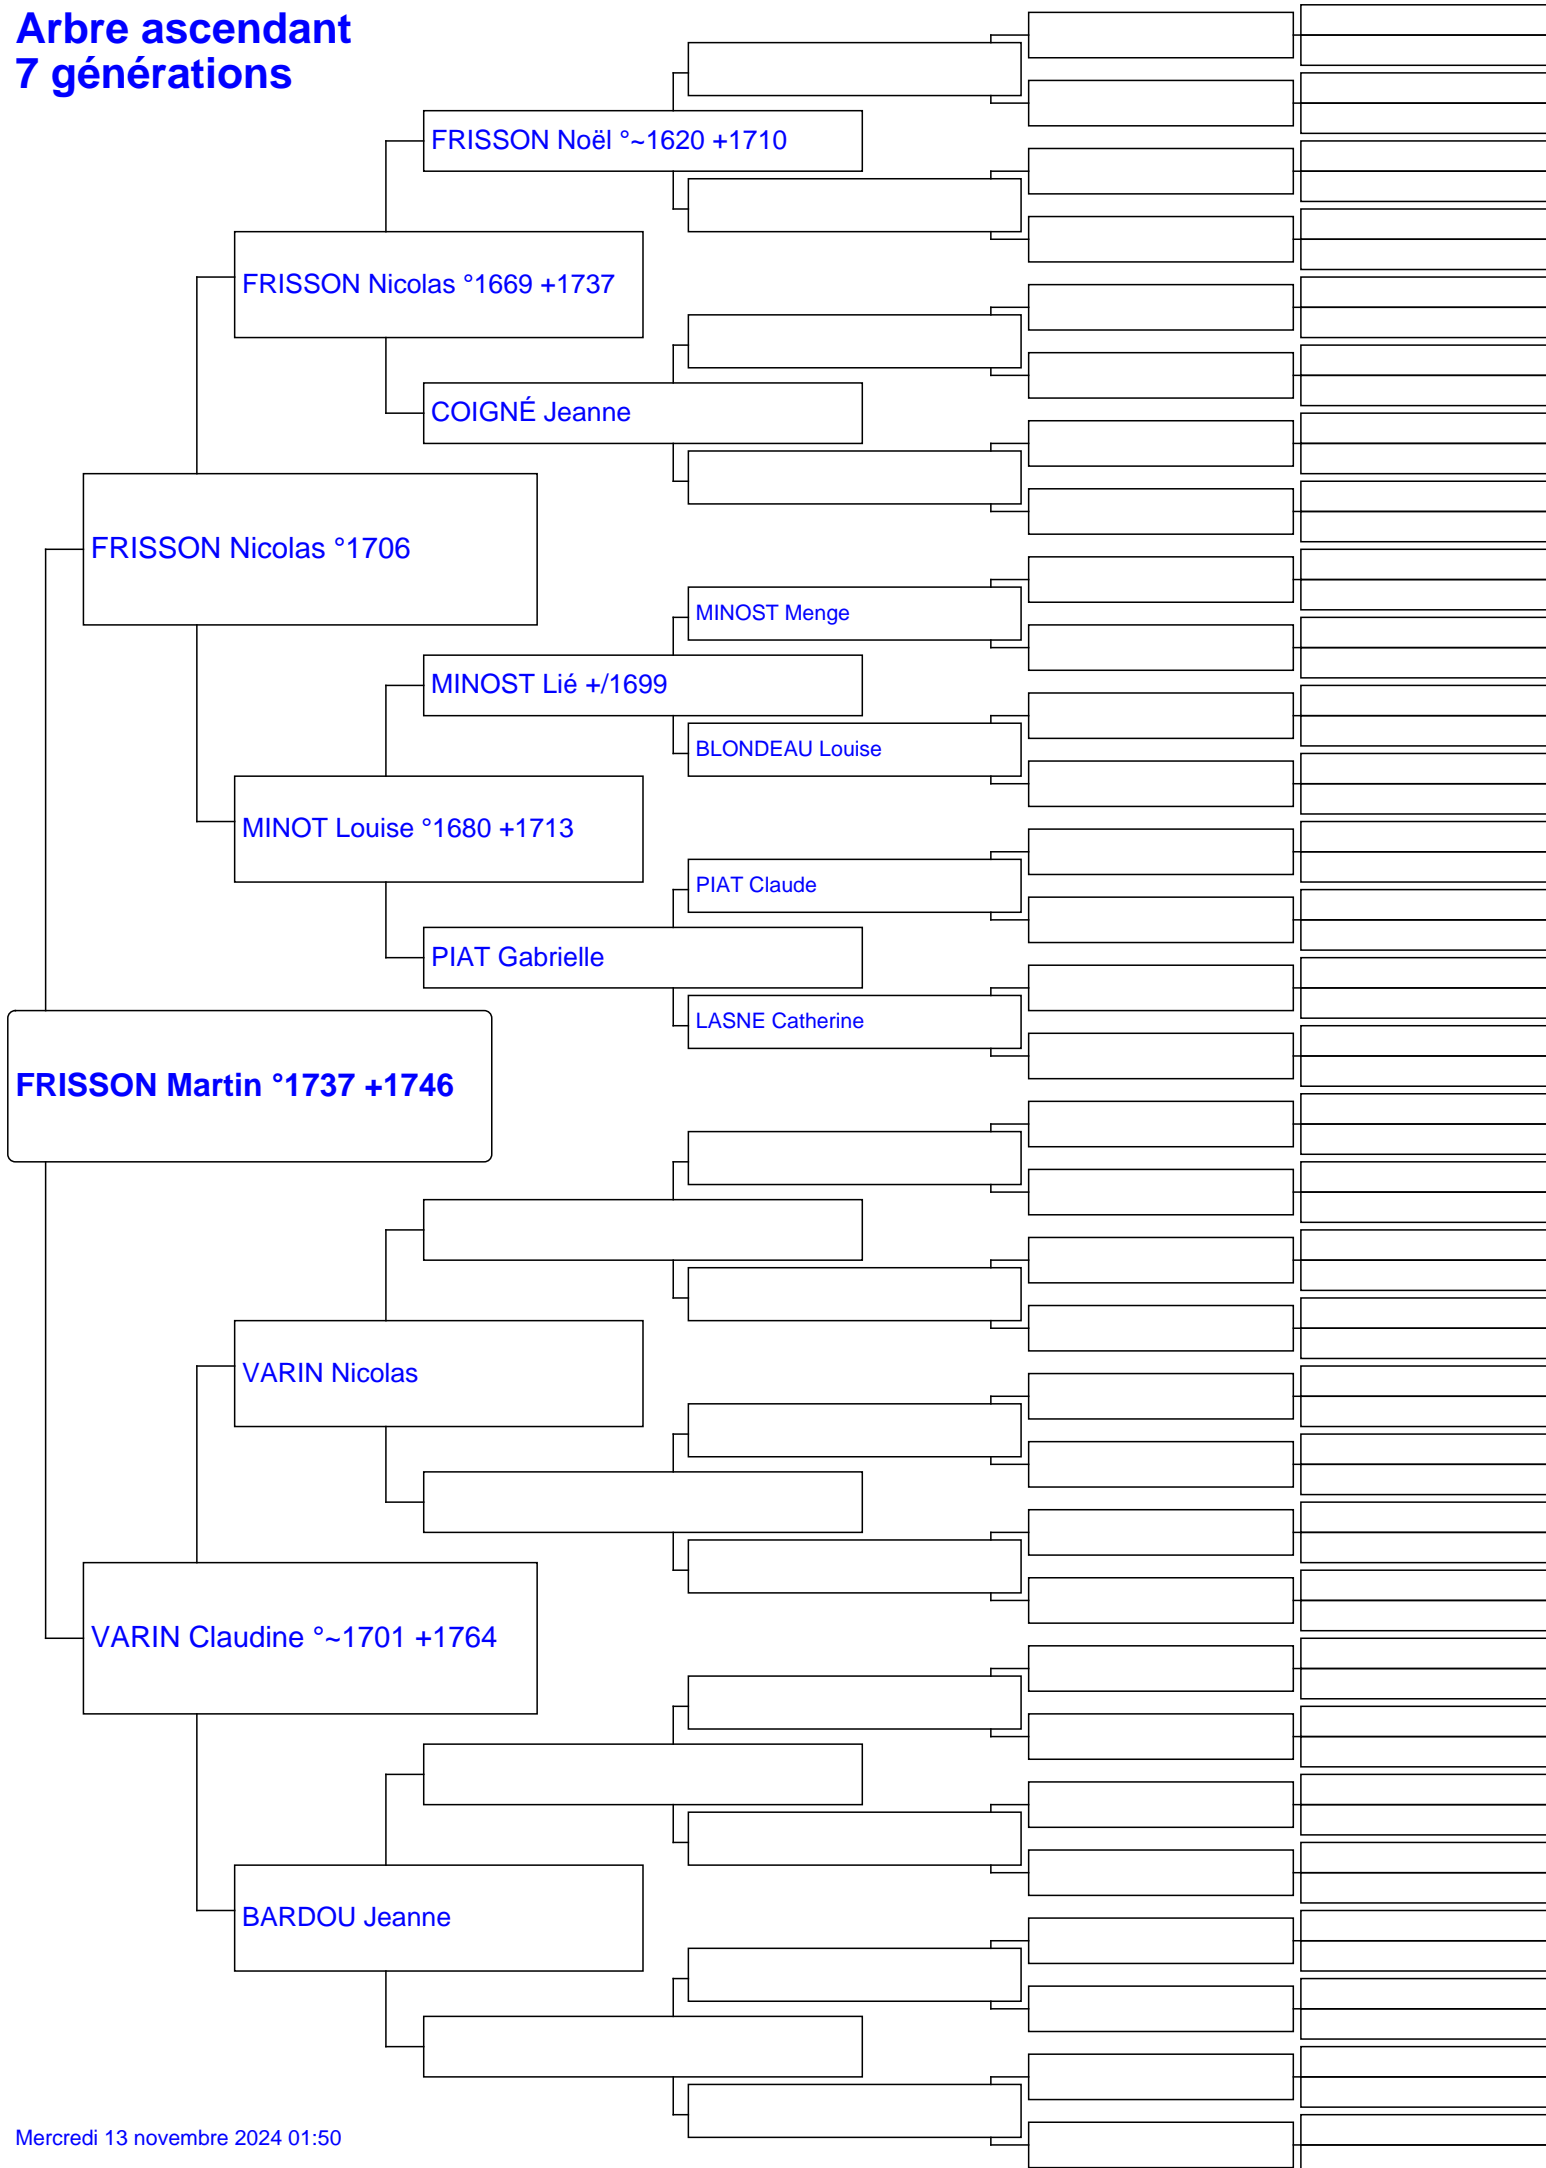 Arbre ascendant
7 générations
FRISSON Noël °~1620 +1710
FRISSON Nicolas °1669 +1737
COIGNÉ Jeanne
FRISSON Nicolas °1706
MINOST Menge
MINOST Lié +/1699
BLONDEAU Louise
MINOT Louise °1680 +1713
PIAT Claude
PIAT Gabrielle
LASNE Catherine
FRISSON Martin °1737 +1746
VARIN Nicolas
VARIN Claudine °~1701 +1764
BARDOU Jeanne
Mercredi 13 novembre 2024 01:50